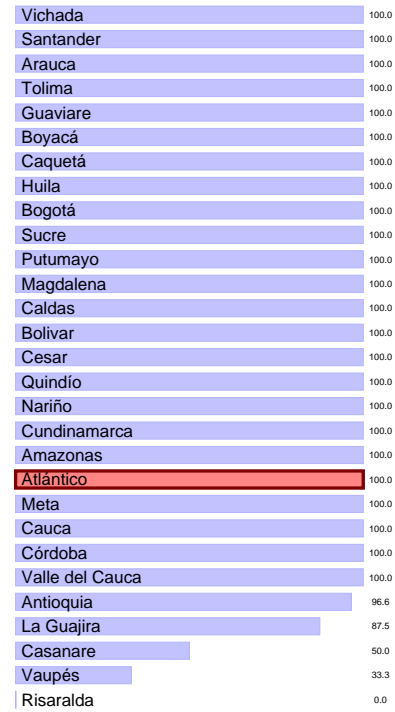 Vichada 100.0
Santander 100.0
Arauca 100.0
Tolima 100.0
Guaviare 100.0
Boyacá 100.0
Caquetá 100.0
Huila 100.0
Bogotá 100.0
Sucre 100.0
Putumayo 100.0
Magdalena 100.0
Caldas 100.0
Bolivar 100.0
Cesar 100.0
Quindío 100.0
Nariño 100.0
Cundinamarca 100.0
Amazonas 100.0
Atlántico 100.0
Meta 100.0
Cauca 100.0
Córdoba 100.0
Valle del Cauca 100.0
Antioquia 96.6
La Guajira 87.5
Casanare 50.0
Vaupés 33.3
Risaralda 0.0